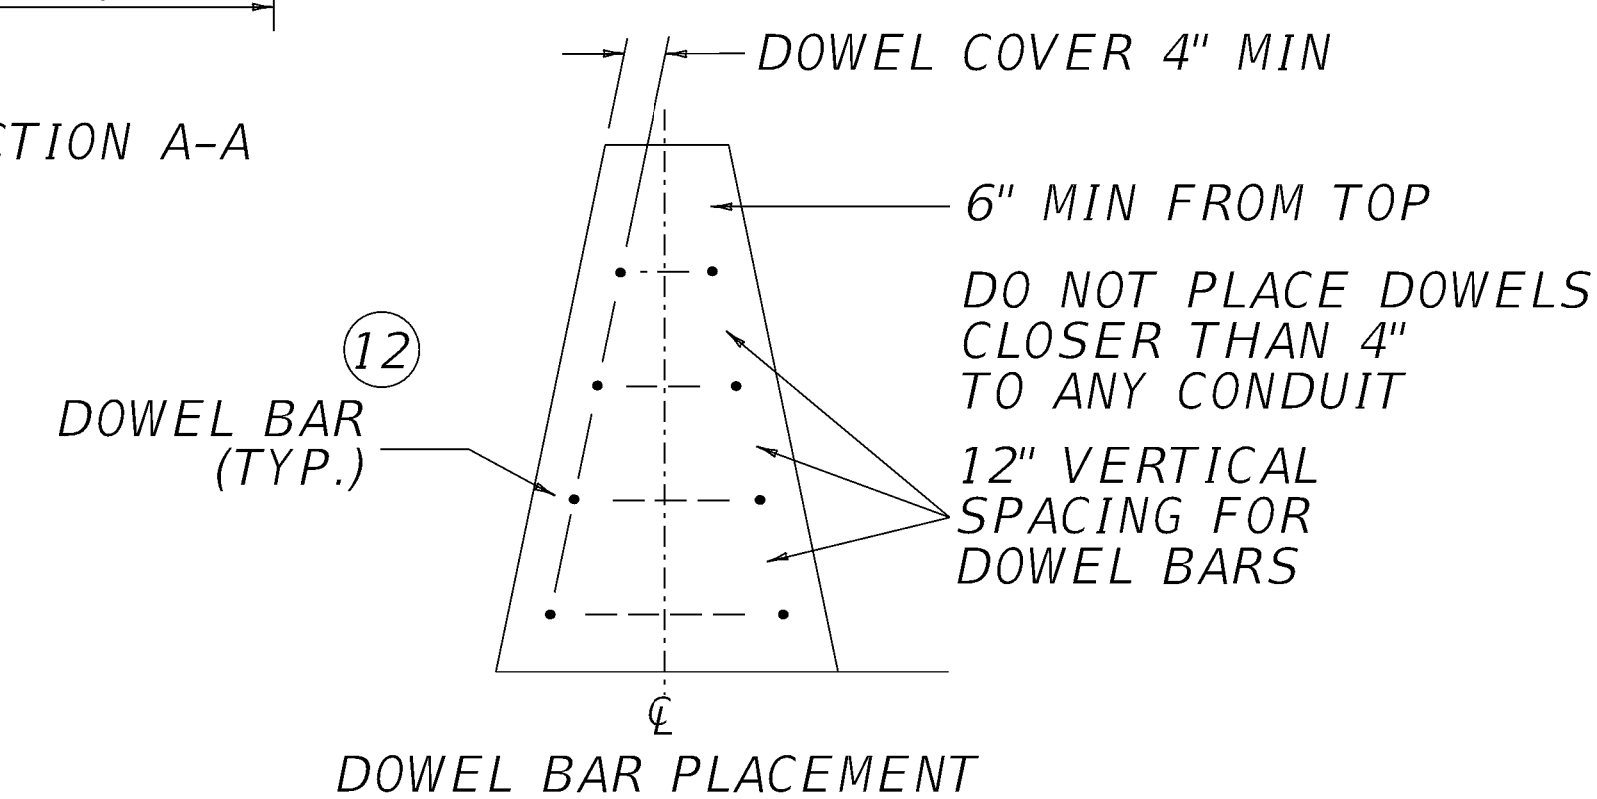 DOWEL COVER 4" MIN
CTION A-A
6" MIN FROM TOP
DO NOT PLACE DOWELS
CLOSER THAN 4"
TO ANY CONDUIT
12
DOWEL BAR
(TYP.)
12" VERTICAL
SPACING FOR
DOWEL BARS
℄
DOWEL BAR PLACEMENT